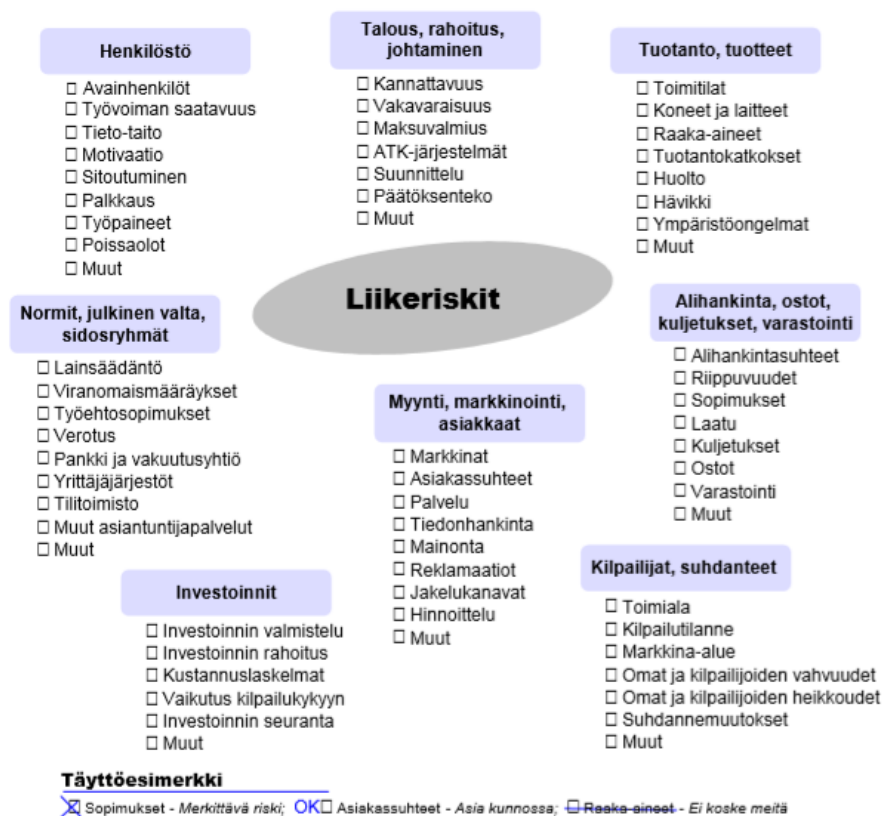 Henkilöstö
☐ Avainhenkilöt
☐ Työvoiman saatavuus
☐ Tieto-taito
☐ Motivaatio
☐ Sitoutuminen
☐ Palkkaus
☐ Työpaineet
☐ Poissaolot
☐ Muut
Talous, rahoitus,
johtaminen
☐ Kannattavuus
☐ Vakavaraisuus
☐ Maksuvalmius
☐ ATK-järjestelmät
☐ Suunnittelu
☐ Päätöksenteko
☐ Muut
Tuotanto, tuotteet
☐ Toimitilat
☐ Koneet ja laitteet
☐ Raaka-aineet
☐ Tuotantokatkokset
☐ Huolto
☐ Hävikki
☐ Ympäristöongelmat
☐ Muut
Liikeriskit
Normit, julkinen valta,
sidosryhmät
☐ Lainsäädäntö
☐ Viranomaismääräykset
☐ Työehtosopimukset
☐ Verotus
☐ Pankki ja vakuutusyhtiö
☐ Yrittäjäjärjestöt
☐ Tilitoimisto
☐ Muut asiantuntijapalvelut
☐ Muut
Myynti, markkinointi,
asiakkaat
☐ Markkinat
☐ Asiakassuhteet
☐ Palvelu
☐ Tiedonhankinta
☐ Mainonta
☐ Reklamaatiot
☐ Jakelukanavat
☐ Hinnoittelu
☐ Muut
Alihankinta, ostot,
kuljetukset, varastointi
☐ Alihankintasuhteet
☐ Riippuvuudet
☐ Sopimukset
☐ Laatu
☐ Kuljetukset
☐ Ostot
☐ Varastointi
☐ Muut
Investoinnit
☐ Investoinnin valmistelu
☐ Investoinnin rahoitus
☐ Kustannuslaskelmat
☐ Vaikutus kilpailukykyyn
☐ Investoinnin seuranta
☐ Muut
Kilpailijat, suhdanteet
☐ Toimiala
☐ Kilpailutilanne
☐ Markkina-alue
☐ Omat ja kilpailijoiden vahvuudet
☐ Omat ja kilpailijoiden heikkoudet
☐ Suhdannemuutokset
☐ Muut
Täyttöesimerkki
☒ Sopimukset - Merkittävä riski; OK☐ Asiakassuhteet - Asia kunnossa; ☐ Raaka-aineet - Ei koske meitä